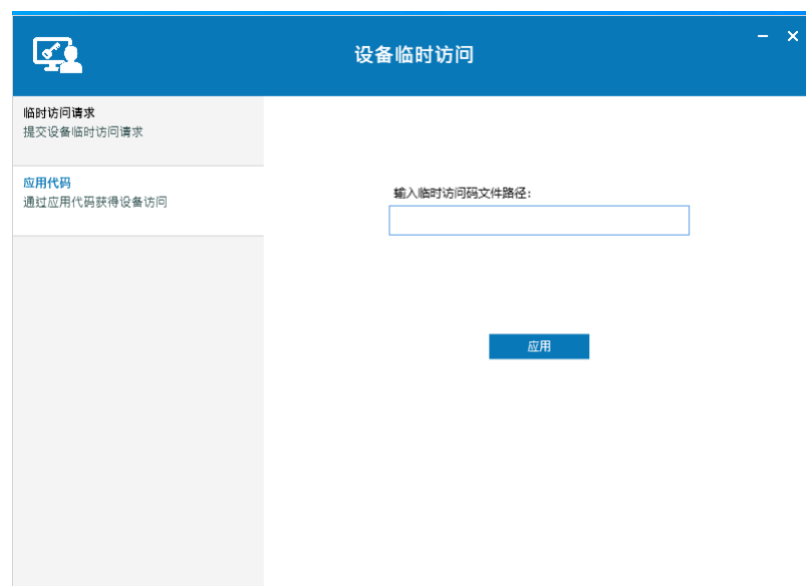 设备临时访问
临时访问请求
提交设备临时访问请求
应用代码
通过应用代码获得设备访问
输入临时访问码文件路径:
应用